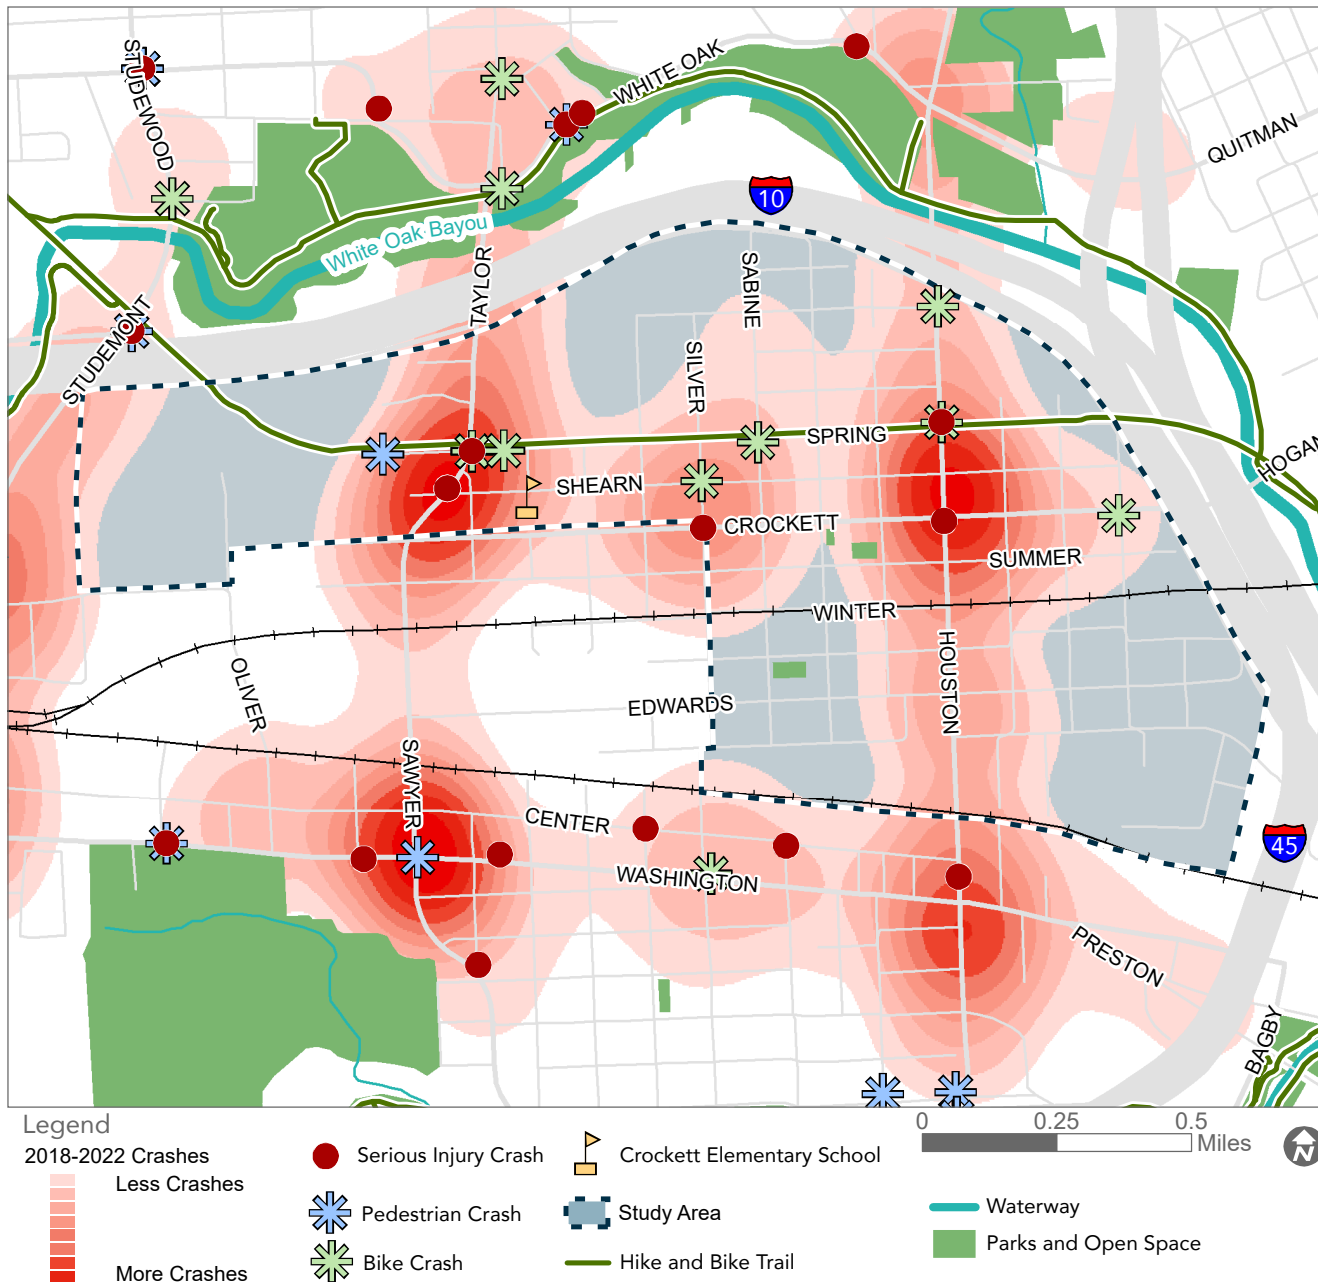 STUDEWOOD
WHITE OAK
QUITMAN
10
White Oak Bayou
TAYLOR
SABINE
STUDEMONT
SILVER
SPRING
HOGAN
SHEARN
CROCKETT
SUMMER
WINTER
OLIVER
HOUSTON
EDWARDS
SAWYER
CENTER
45
WASHINGTON
PRESTON
BAGBY
Legend
2018-2022 Crashes
Less Crashes
More Crashes
Serious Injury Crash
Pedestrian Crash
Bike Crash
Crockett Elementary School
Study Area
Hike and Bike Trail
0 0.25 0.5
Miles
N
Waterway
Parks and Open Space